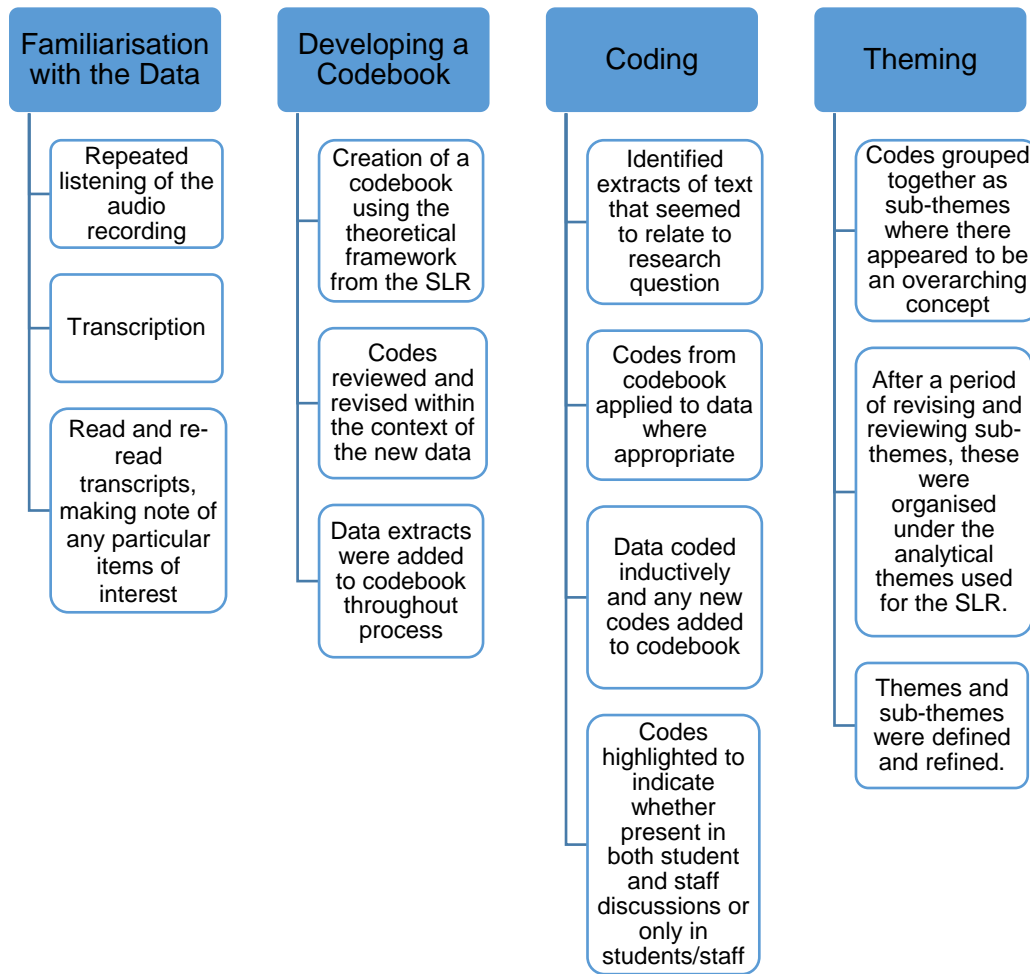 Familiarisation
with the Data
Repeated
listening of the
audio
recording
Transcription
Read and re-
read
transcripts,
making note of
any particular
items of
interest
Developing a
Codebook
Creation of a
codebook
using the
theoretical
framework
from the SLR
Codes
reviewed and
revised within
the context of
the new data
Data extracts
were added
to codebook
throughout
process
Coding
Identified
extracts of text
that seemed
to relate to
research
question
Codes from
codebook
applied to data
where
appropriate
Data coded
inductively
and any new
codes added
to codebook
Codes
highlighted to
indicate
whether
present in
both student
and staff
discussions or
only in
students/staff
Theming
Codes grouped
together as
sub-themes
where there
appeared to be
an overarching
concept
After a period
of revising and
reviewing sub-
themes, these
were
organised
under the
analytical
themes used
for the SLR.
Themes and
sub-themes
were defined
and refined.